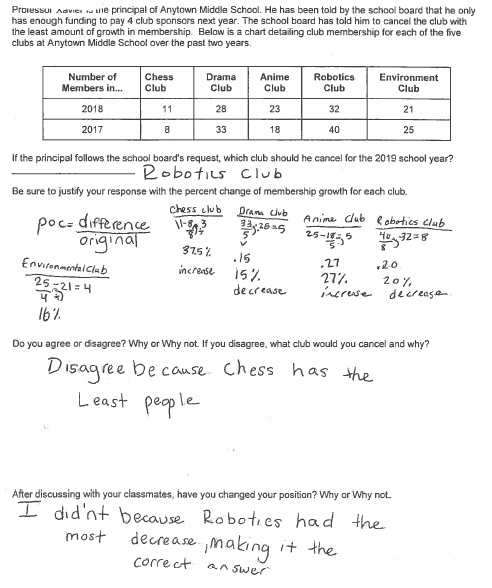 Professor Xavier is the principal of Anytown Middle School. He has been told by the school board that he only
has enough funding to pay 4 club sponsors next year. The school board has told him to cancel the club with
the least amount of growth in membership. Below is a chart detailing club membership for each of the five
clubs at Anytown Middle School over the past two years.
Number of Members in... Chess Club Drama Club Anime Club Robotics Club Environment Club
2018 11 28 23 32 21
2017 8 33 18 40 25
If the principal follows the school board's request, which club should he cancel for the 2019 school year?
Robotics Club
Be sure to justify your response with the percent change of membership growth for each club.
poc= difference
original
Chess club
11-8=3
37.5%
increase
Drama Club
33-28=5
.15
15%
decrease
Anime Club
.27
27%
increase
Robotics Club
40-32=8
.20
20%
decrease
Environmental club
25-21=4
16%
Do you agree or disagree? Why or Why not. If you disagree, what club would you cancel and why?
Disagree because chess has the
Least people
After discussing with your classmates, have you changed your position? Why or Why not.
I did'nt because Robotics had the
most decrease, making it the
correct answer